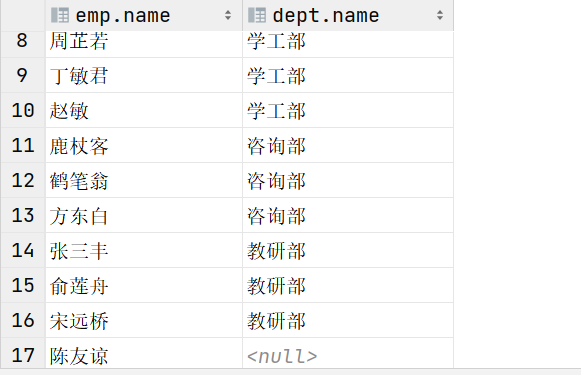 emp.name dept.name
8 周芷若 学工部
9 丁敏君 学工部
10 赵敏 学工部
11 鹿杖客 咨询部
12 鹤笔翁 咨询部
13 方东白 咨询部
14 张三丰 教研部
15 俞莲舟 教研部
16 宋远桥 教研部
17 陈友谅 <null>